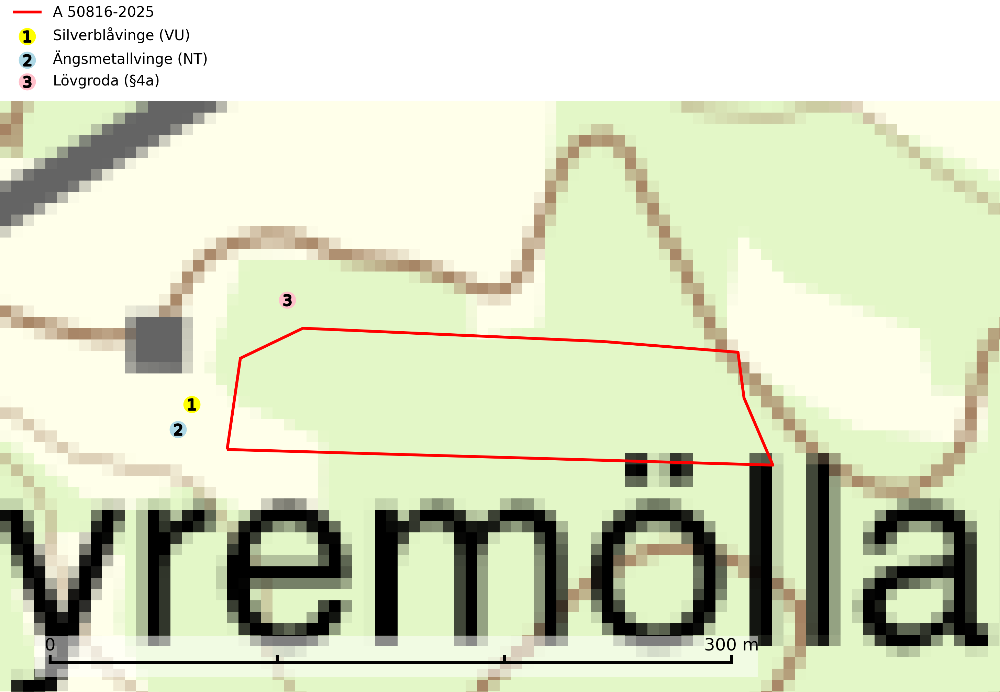 A 50816-2025
1 Silverblåvinge (VU)
2 Ängsmetallvinge (NT)
3 Lövgroda (§4a)
3
1
2
vremölla
0 300 m